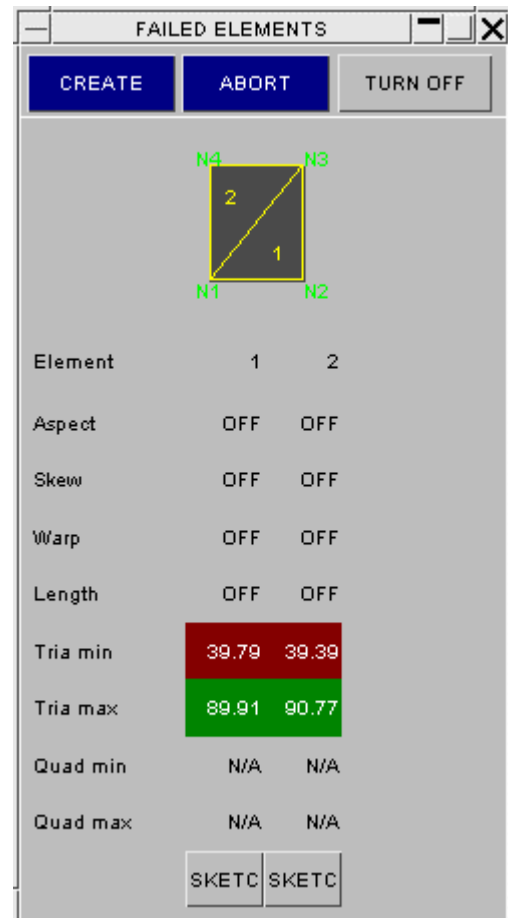 FAILED ELEMENTS
CREATE ABORT TURN OFF
N4 N3
2
1
N1 N2
Element 1 2
Aspect OFF OFF
Skew OFF OFF
Warp OFF OFF
Length OFF OFF
Tria min 39.79 39.39
Tria max 89.91 90.77
Quad min N/A N/A
Quad max N/A N/A
SKETC SKETC